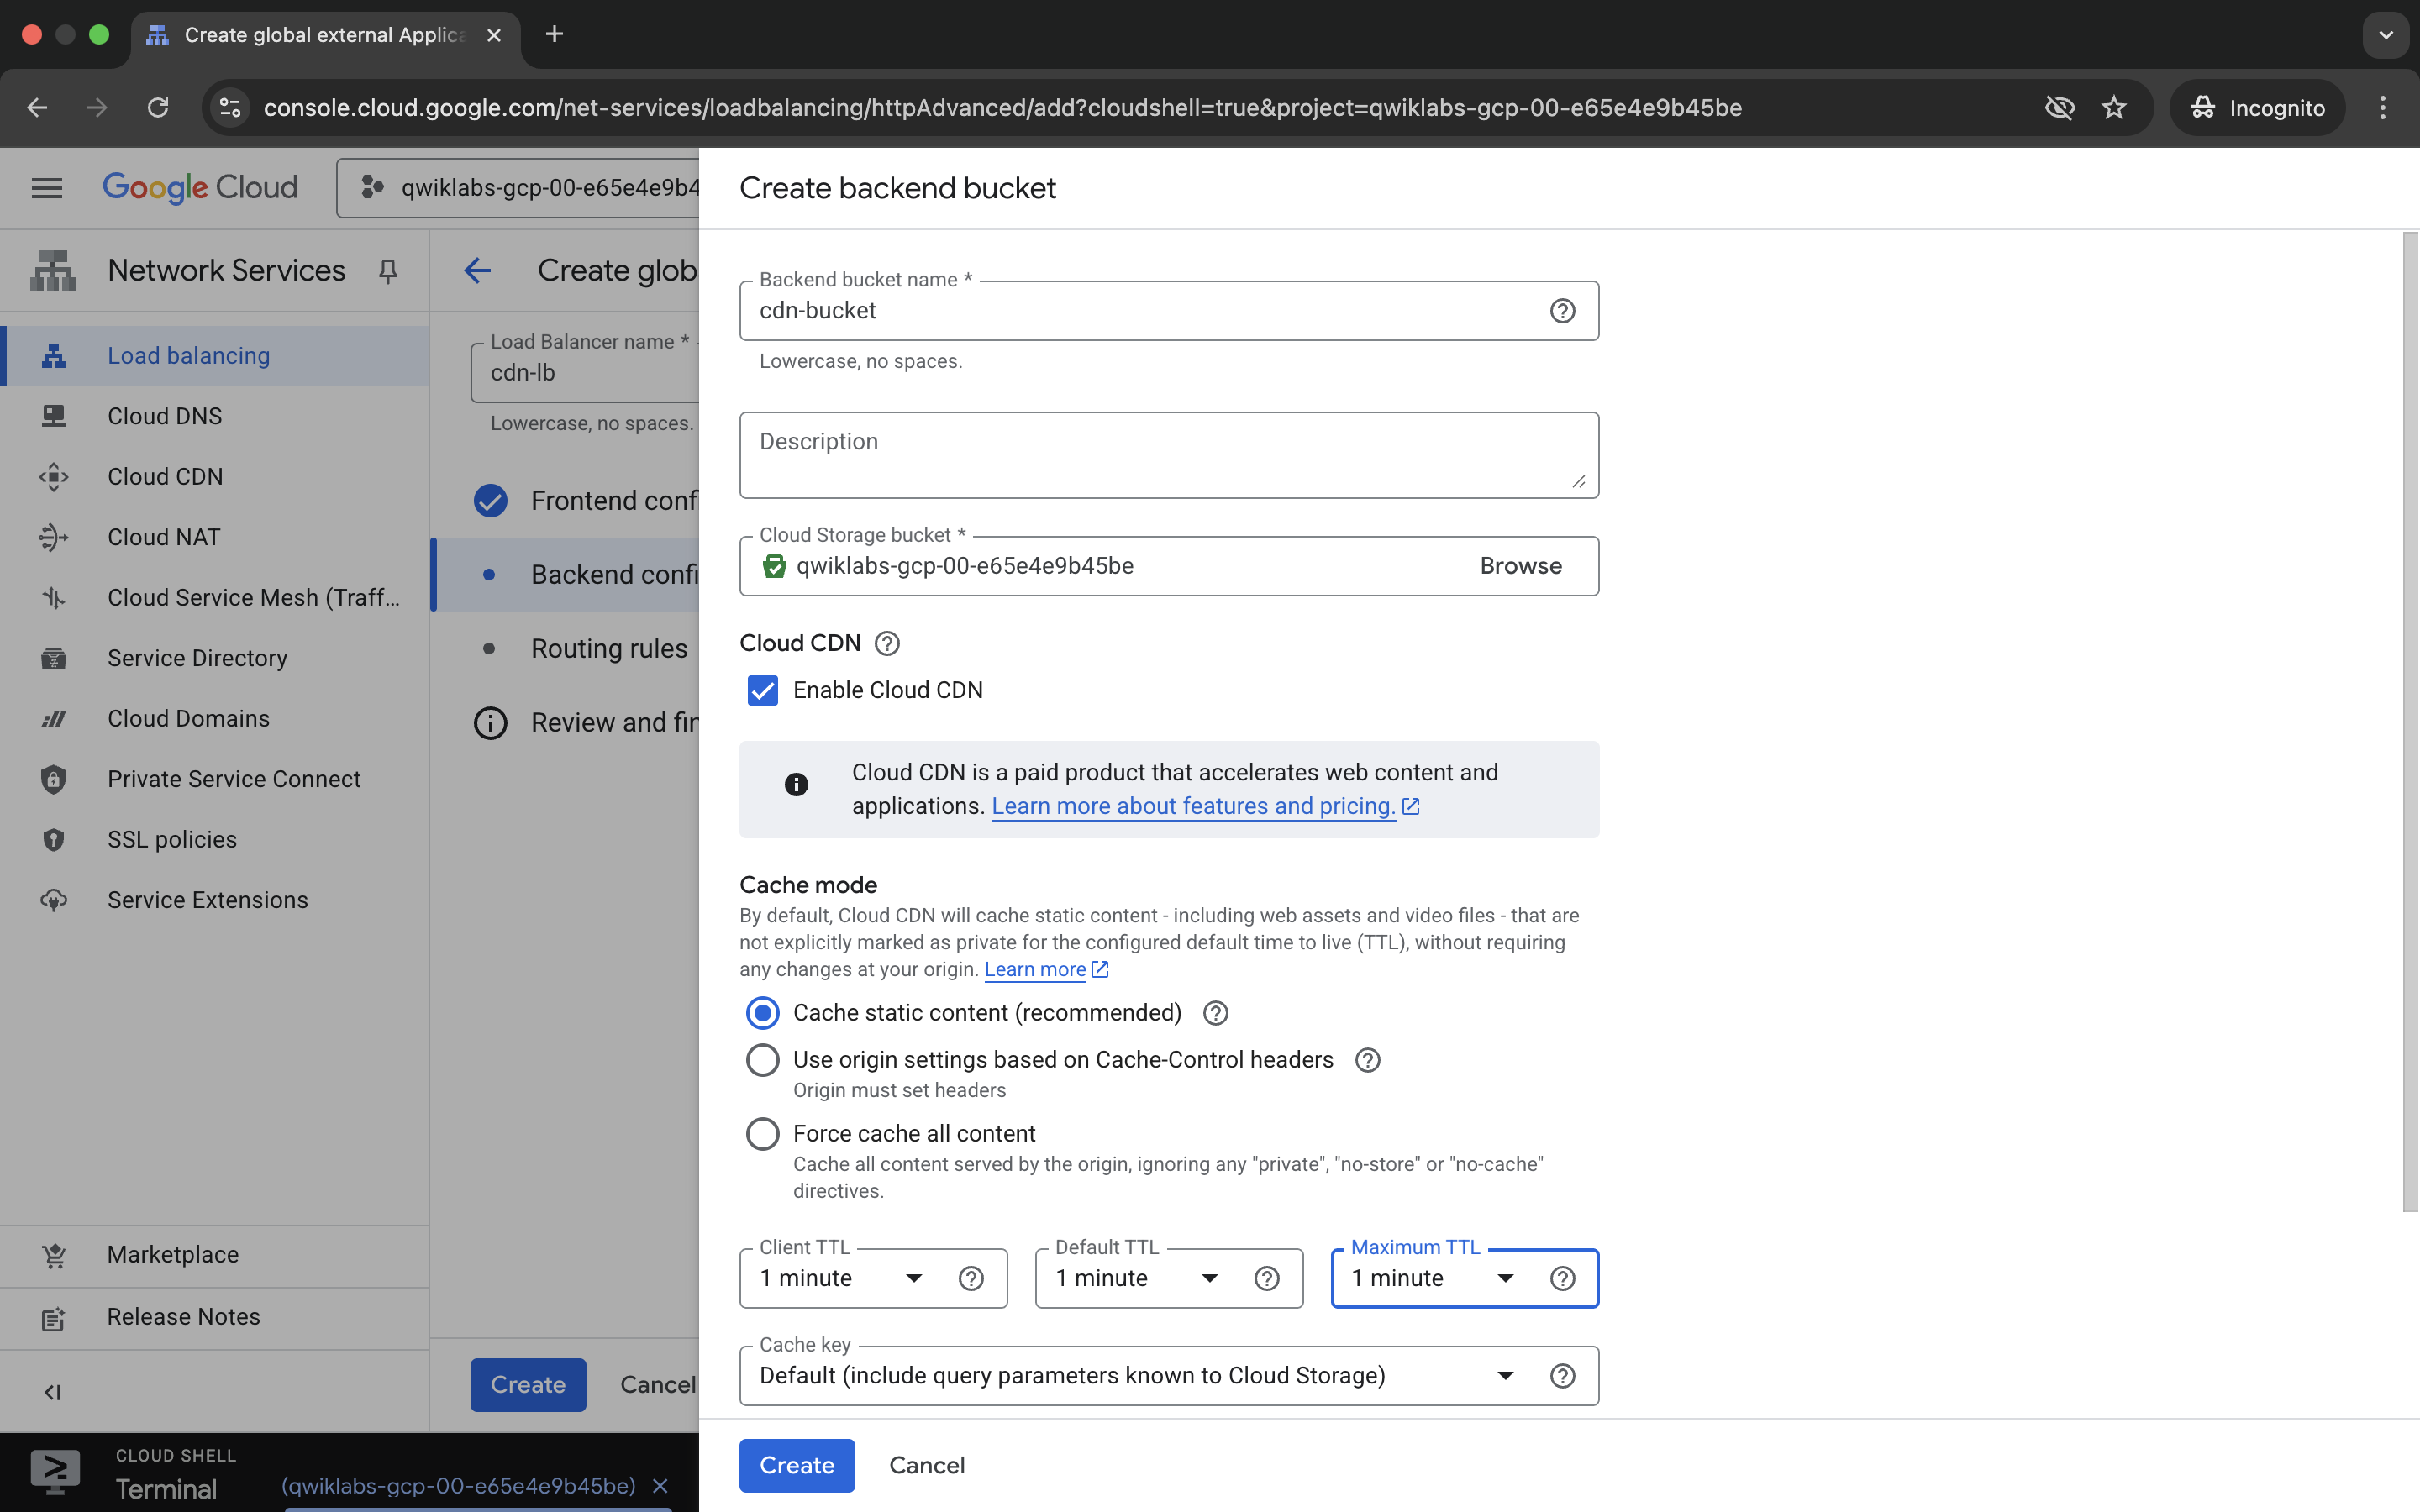 Create global external Applica
console.cloud.google.com/net-services/loadbalancing/httpAdvanced/add?cloudshell=true&project=qwiklabs-gcp-00-e65e4e9b45be
Incognito
Google Cloud
qwiklabs-gcp-00-e65e4e9b4
Network Services
Load balancing
Cloud DNS
Cloud CDN
Cloud NAT
Cloud Service Mesh (Traff...
Service Directory
Cloud Domains
Private Service Connect
SSL policies
Service Extensions
Marketplace
Release Notes
Create glob
Load Balancer name *
cdn-lb
Lowercase, no spaces.
Frontend conf
Backend confi
Routing rules
Review and fin
Create
Cancel
Create backend bucket
Backend bucket name *
cdn-bucket
Lowercase, no spaces.
Description
Cloud Storage bucket *
qwiklabs-gcp-00-e65e4e9b45be
Browse
Cloud CDN
Enable Cloud CDN
Cloud CDN is a paid product that accelerates web content and
applications. Learn more about features and pricing.
Cache mode
By default, Cloud CDN will cache static content - including web assets and video files - that are
not explicitly marked as private for the configured default time to live (TTL), without requiring
any changes at your origin. Learn more
Cache static content (recommended)
Use origin settings based on Cache-Control headers
Origin must set headers
Force cache all content
Cache all content served by the origin, ignoring any "private", "no-store" or "no-cache"
directives.
Client TTL
1 minute
Default TTL
1 minute
Maximum TTL
1 minute
Cache key
Default (include query parameters known to Cloud Storage)
Create
Cancel
CLOUD SHELL
Terminal
(qwiklabs-gcp-00-e65e4e9b45be)